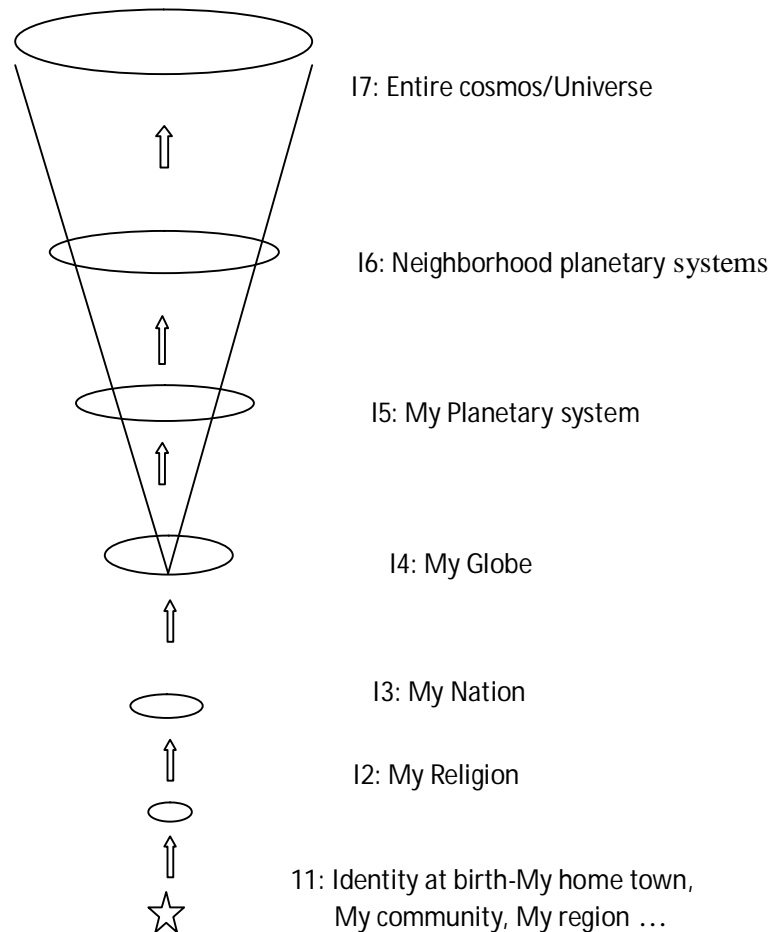 I7: Entire cosmos/Universe
I6: Neighborhood planetary systems
I5: My Planetary system
I4: My Globe
I3: My Nation
I2: My Religion
11: Identity at birth-My home town,
My community, My region …